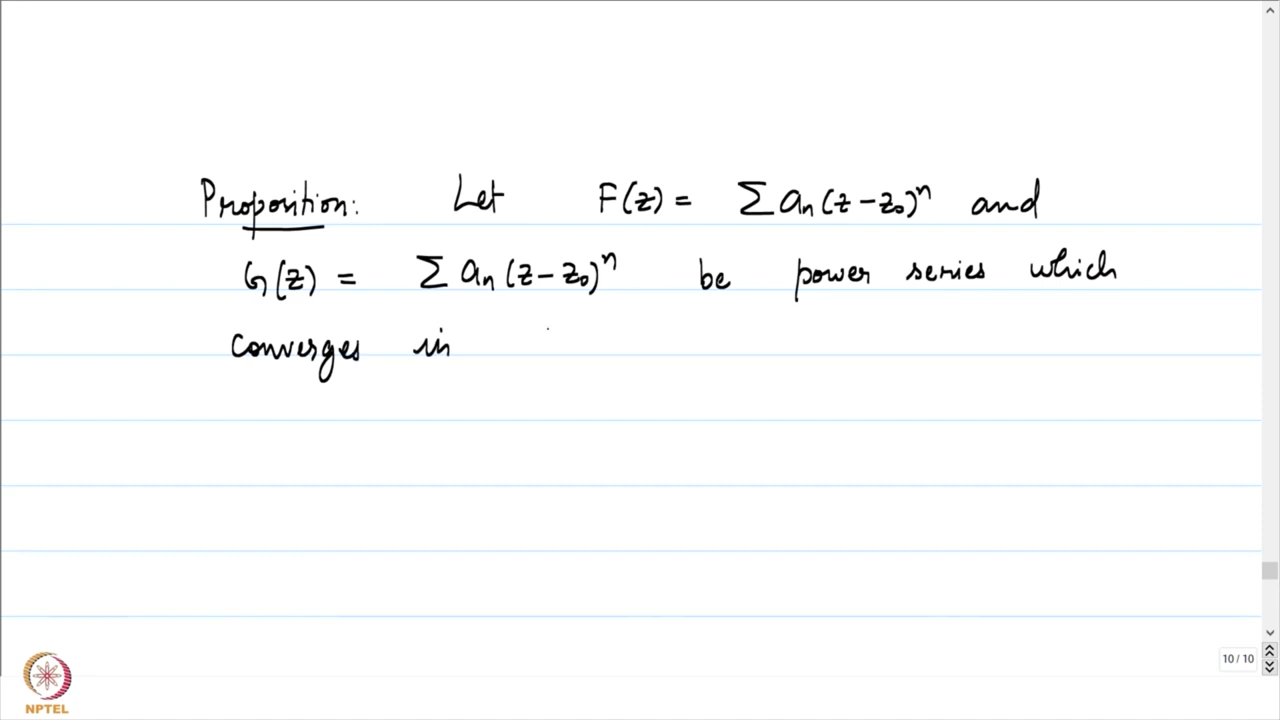 Proposition: Let F(z) = ∑ aₙ(z−z₀)ⁿ and
G(z) = ∑ aₙ(z−z₀)ⁿ be power series which
converges in
10 / 10
NPTEL